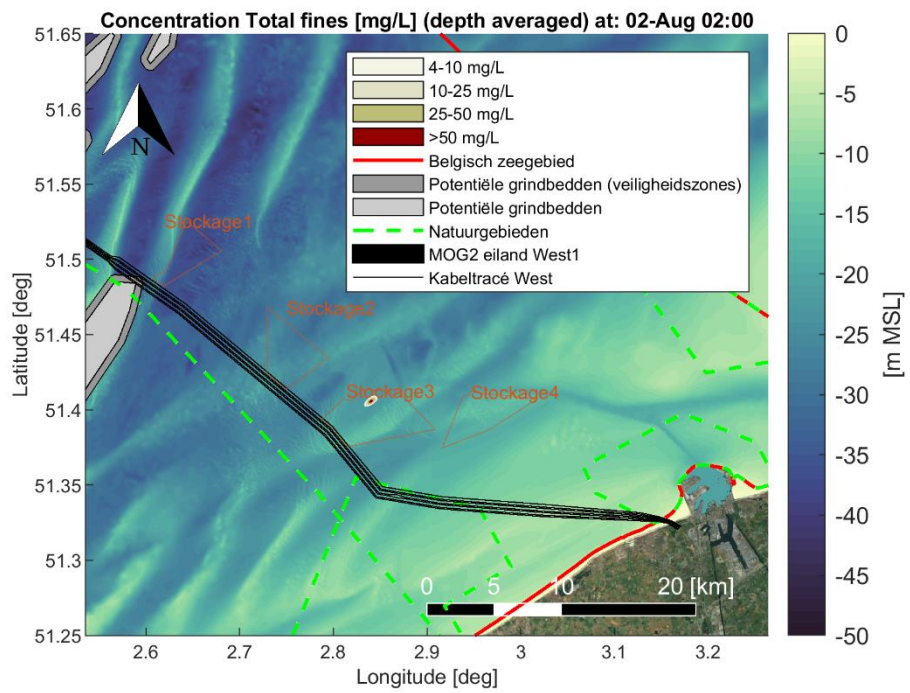 Concentration Total fines [mg/L] (depth averaged) at: 02-Aug 02:00
4-10 mg/L
10-25 mg/L
25-50 mg/L
>50 mg/L
Belgisch zeegebied
Potentiële grindbedden (veiligheidszones)
Potentiële grindbedden
Natuurgebieden
MOG2 eiland West1
Kabeltracé West
N
Stockage1
Stockage2
Stockage3
Stockage4
0 5 10 20 [km]
51.65
51.6
51.55
51.5
51.45
51.4
51.35
51.3
51.25
Latitude [deg]
2.6 2.7 2.8 2.9 3 3.1 3.2
Longitude [deg]
0
-5
-10
-15
-20
-25
-30
-35
-40
-45
-50
[m MSL]